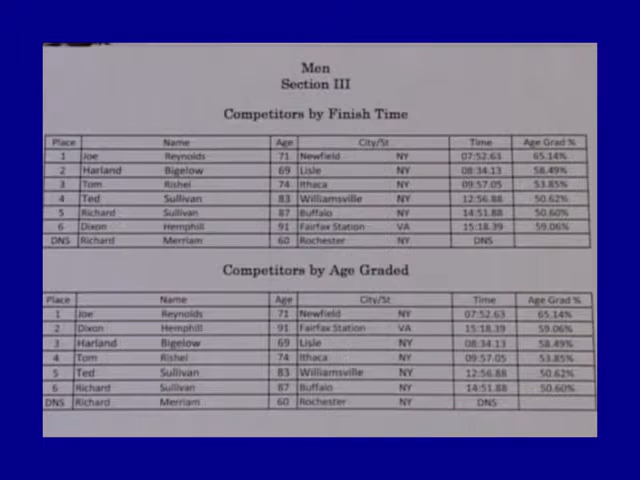 Men
Section III
Competitors by Finish Time
Place Name Age City/St Time Age Grad %
1 Joe Reynolds 71 Newfield NY 07:52.63 65.14%
2 Harland Bigelow 69 Lisle NY 08:34.13 58.49%
3 Tom Rishel 74 Ithaca NY 09:57.05 53.85%
4 Ted Sullivan 83 Williamsville NY 12:56.88 50.62%
5 Richard Sullivan 87 Buffalo NY 14:51.88 50.60%
6 Dixon Hemphill 91 Fairfax Station VA 15:18.39 59.06%
DNS Richard Merriam 60 Rochester NY DNS
Competitors by Age Graded
Place Name Age City/St Time Age Grad %
1 Joe Reynolds 71 Newfield NY 07:52.63 65.14%
2 Dixon Hemphill 91 Fairfax Station VA 15:18.39 59.06%
3 Harland Bigelow 69 Lisle NY 08:34.13 58.49%
4 Tom Rishel 74 Ithaca NY 09:57.05 53.85%
5 Ted Sullivan 83 Williamsville NY 12:56.88 50.62%
6 Richard Sullivan 87 Buffalo NY 14:51.88 50.60%
DNS Richard Merriam 60 Rochester NY DNS